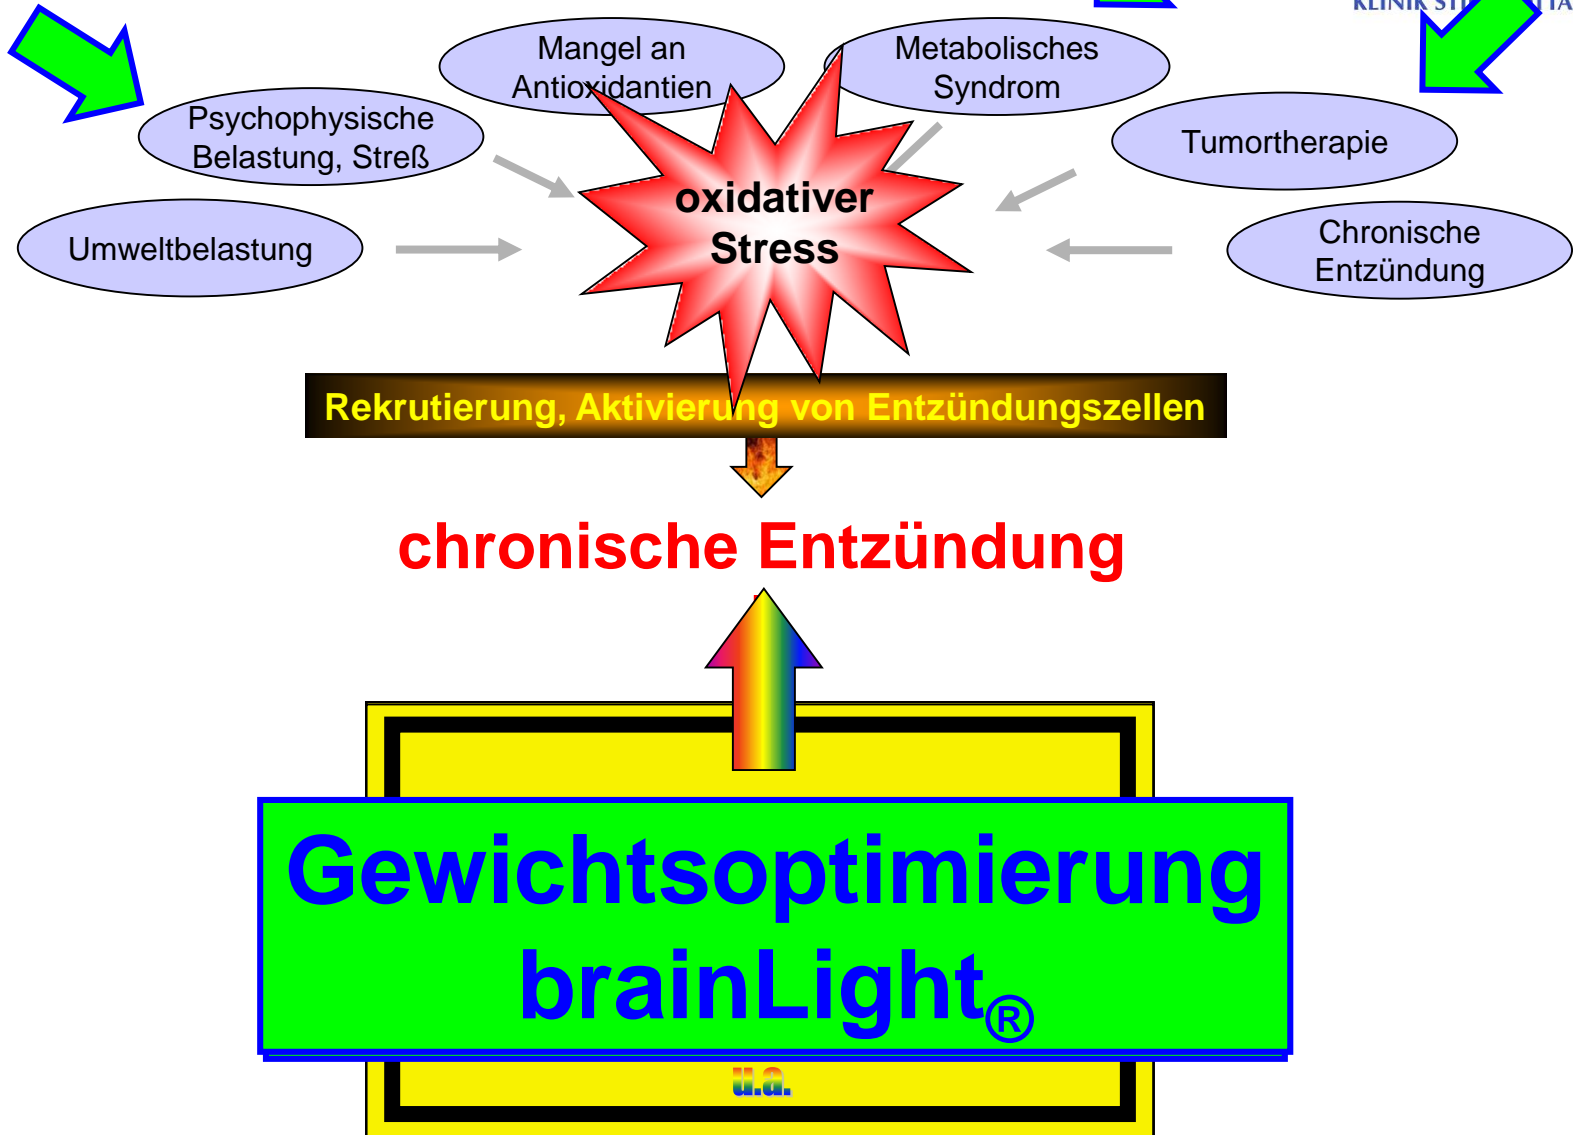 KLINIK
Mangel an
Antioxidantien
Metabolisches
Syndrom
Psychophysische
Belastung, Streß
Tumortherapie
oxidativer
Stress
Umweltbelastung
Chronische
Entzündung
Rekrutierung, Aktivierung von Entzündungszellen
chronische Entzündung
Gewichtsoptimierung
brainLight®
u.a.